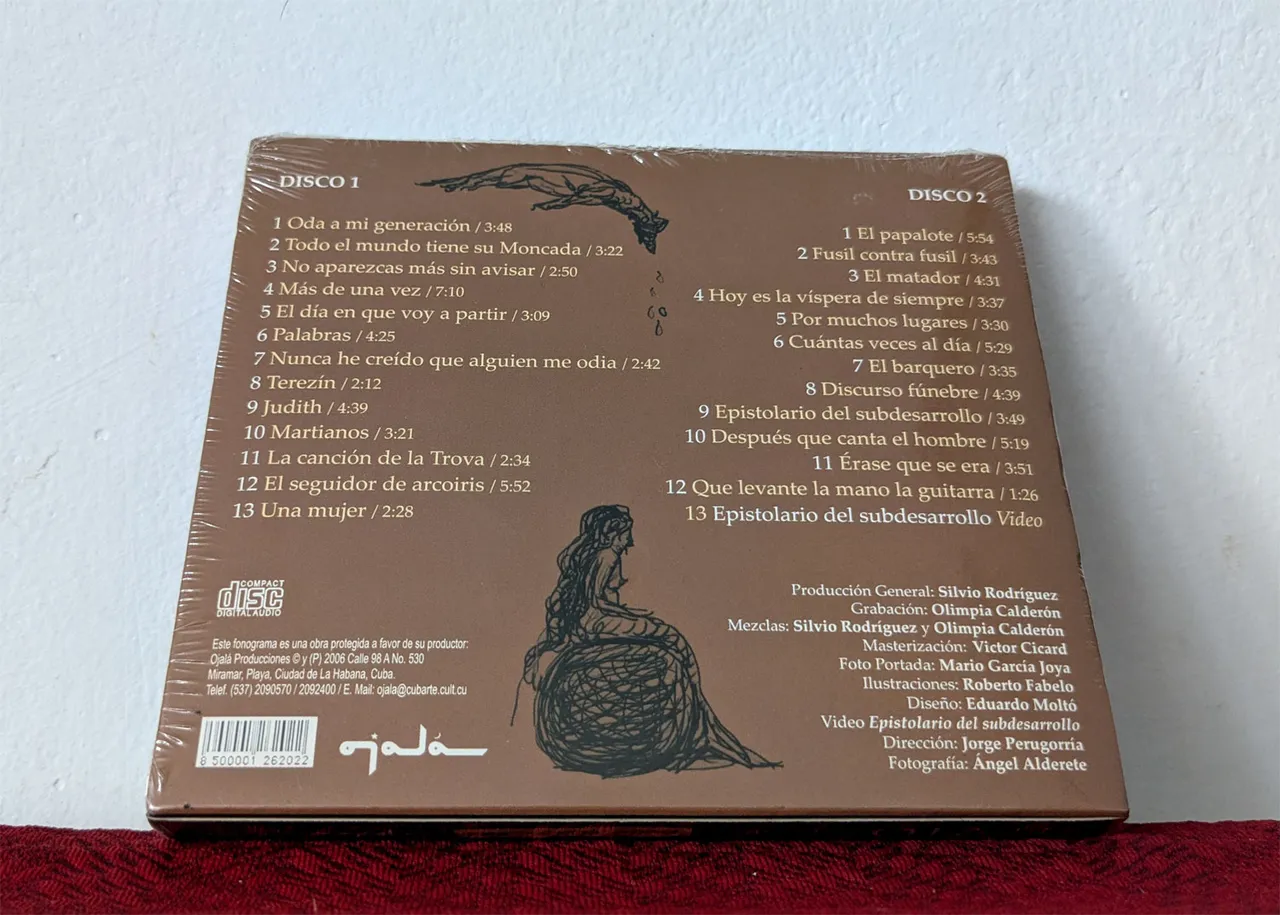 DISCO 1
1 Oda a mi generación / 3:48
2 Todo el mundo tiene su Moncada / 3:22
3 No aparezcas más sin avisar / 2:50
4 Más de una vez / 7:10
5 El día en que voy a partir / 3:09
6 Palabras / 4:25
7 Nunca he creído que alguien me odia / 2:42
8 Terezín / 2:12
9 Judith / 4:39
10 Martianos / 3:21
11 La canción de la Trova / 2:34
12 El seguidor de arcoiris / 5:52
13 Una mujer / 2:28
DISCO 2
1 El papalote / 5:54
2 Fusil contra fusil / 3:43
3 El matador / 4:31
4 Hoy es la víspera de siempre / 3:37
5 Por muchos lugares / 3:30
6 Cuántas veces al día / 5:29
7 El barquero / 3:35
8 Discurso fúnebre / 4:39
9 Epistolario del subdesarrollo / 3:49
10 Después que canta el hombre / 5:19
11 Érase que se era / 3:51
12 Que levante la mano la guitarra / 1:26
13 Epistolario del subdesarrollo Video
COMPACT
disc
DIGITAL AUDIO
Este fonograma es una obra protegida a favor de su productor:
Ojalá Producciones © y (P) 2006 Calle 98 A No. 530
Miramar, Playa, Ciudad de La Habana, Cuba.
Telef. (537) 2090570 / 2092400 / E. Mail: ojala@cubarte.cult.cu
8 500001 262022
ojalá
Producción General: Silvio Rodríguez
Grabación: Olimpia Calderón
Mezclas: Silvio Rodríguez y Olimpia Calderón
Masterización: Victor Cicard
Foto Portada: Mario García Joya
Ilustraciones: Roberto Fabelo
Diseño: Eduardo Moltó
Video Epistolario del subdesarrollo
Dirección: Jorge Perugorría
Fotografía: Ángel Alderete